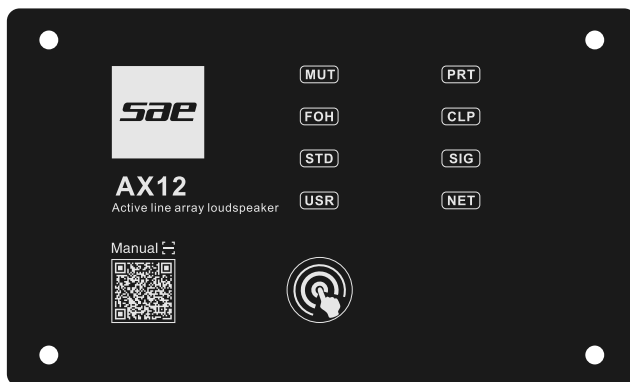 sae
AX12
Active line array loudspeaker
Manual
MUT
FOH
STD
USR
PRT
CLP
SIG
NET